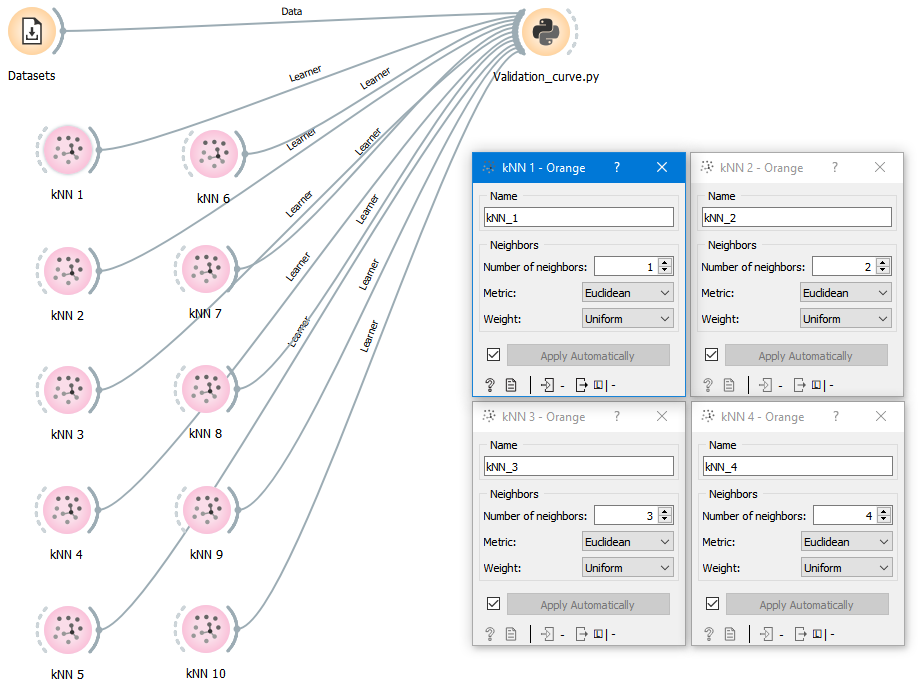 Data
Datasets
Validation_curve.py
Learner
Learner
Learner
Learner
Learner
Learner
Learner
Learner
Learner
Learner
kNN 1
kNN 6
kNN 2
kNN 7
kNN 3
kNN 8
kNN 4
kNN 9
kNN 5
kNN 10
kNN 1 - Orange ?
Name
kNN_1
Neighbors
Number of neighbors: 1
Metric: Euclidean
Weight: Uniform
Apply Automatically
? - | -
kNN 2 - Orange ?
Name
kNN_2
Neighbors
Number of neighbors: 2
Metric: Euclidean
Weight: Uniform
Apply Automatically
? - | -
kNN 3 - Orange ?
Name
kNN_3
Neighbors
Number of neighbors: 3
Metric: Euclidean
Weight: Uniform
Apply Automatically
? - | -
kNN 4 - Orange ?
Name
kNN_4
Neighbors
Number of neighbors: 4
Metric: Euclidean
Weight: Uniform
Apply Automatically
? - | -